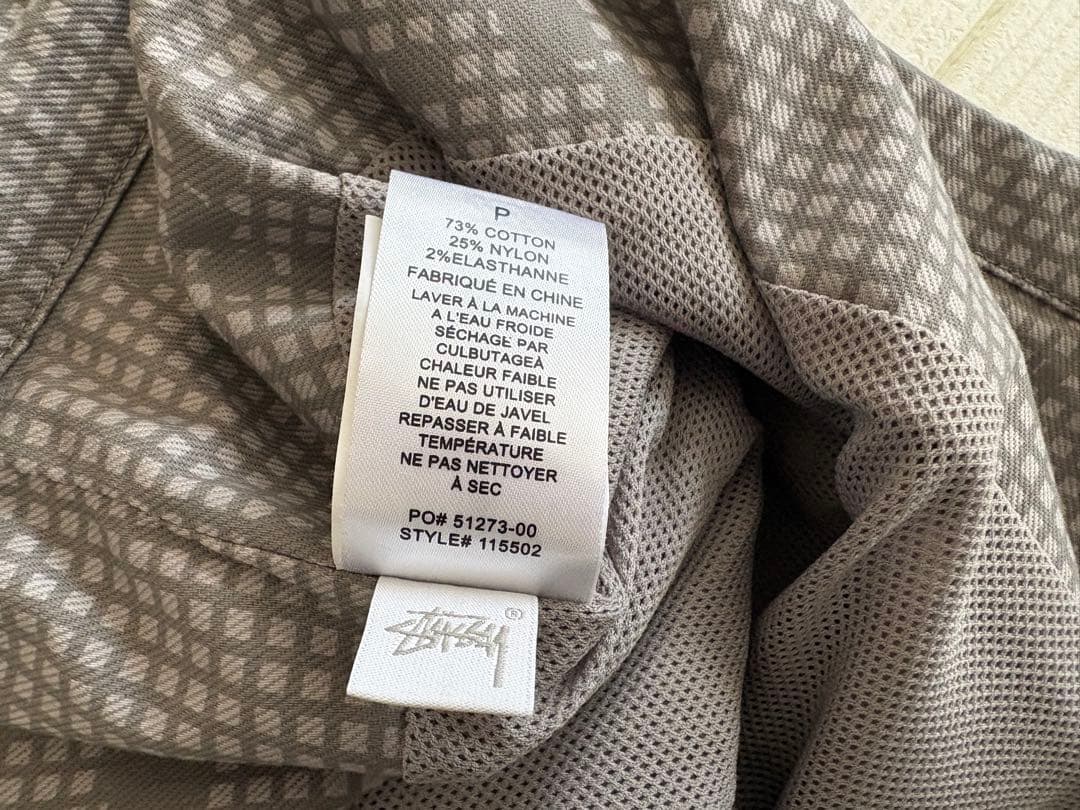 P
73% COTTON
25% NYLON
2%ELASTHANNE
FABRIQUÉ EN CHINE
LAVER À LA MACHINE
A L'EAU FROIDE
SÉCHAGE PAR
CULBUTAGEÀ
CHALEUR FAIBLE
NE PAS UTILISER
D'EAU DE JAVEL
REPASSER À FAIBLE
TEMPÉRATURE
NE PAS NETTOYER
À SEC
PO# 51273-00
STYLE# 115502
STÜSSY ®